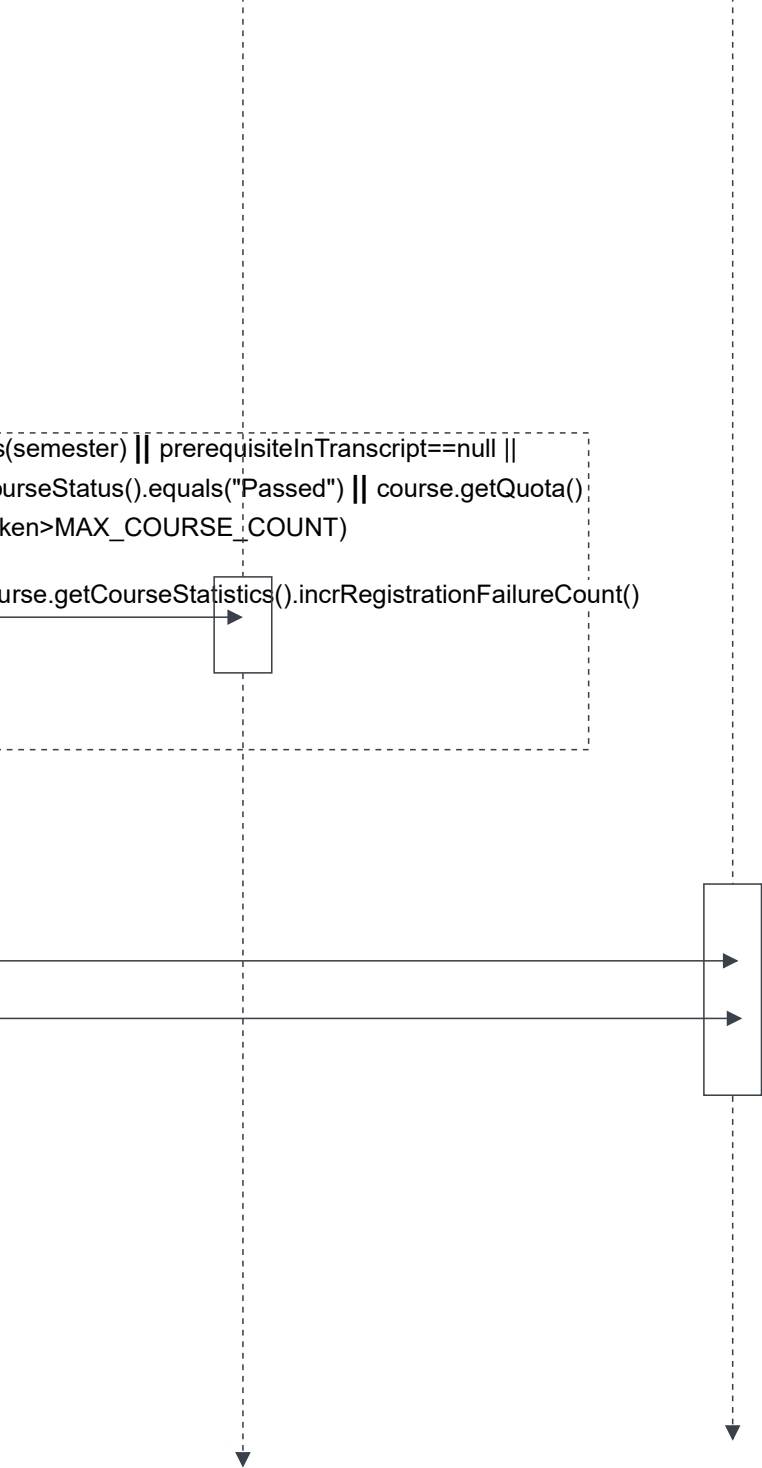 s(semester) || prerequisiteInTranscript==null ||
ourseStatus().equals("Passed") || course.getQuota()
ken>MAX_COURSE_COUNT)
urse.getCourseStatistics().incrRegistrationFailureCount()